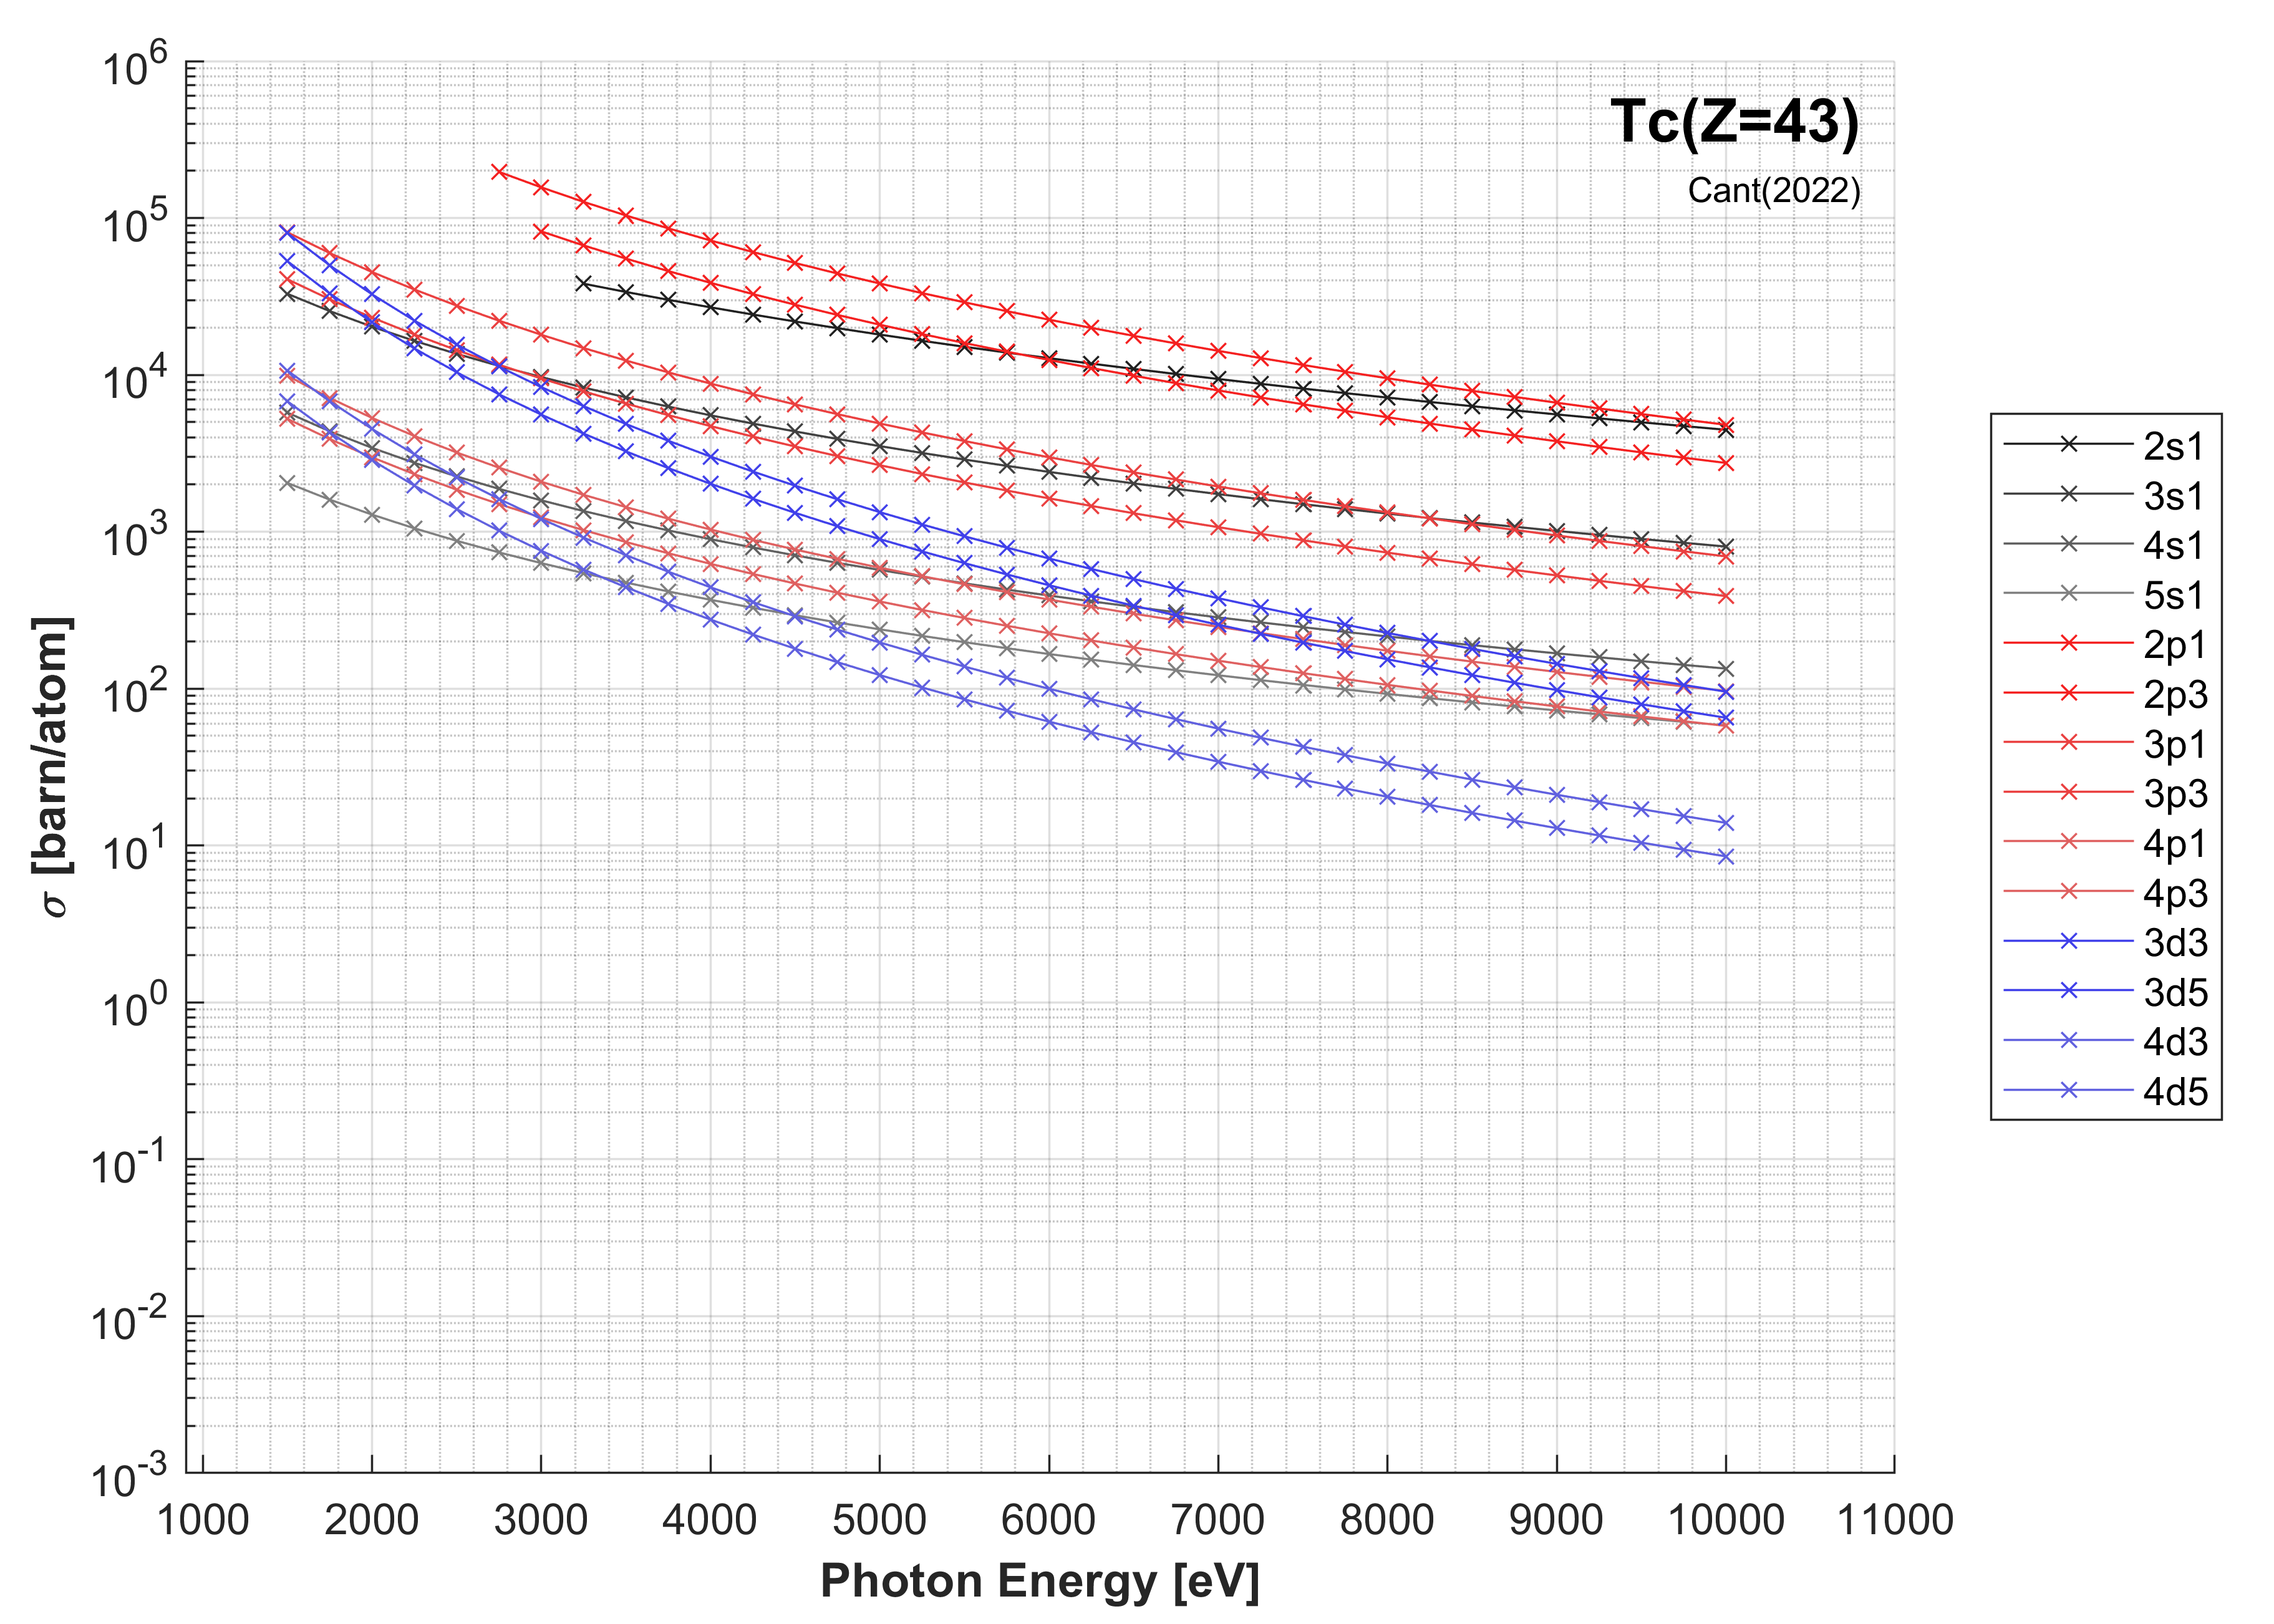 Tc(Z=43)
Cant(2022)
σ [barn/atom]
10^6
10^5
10^4
10^3
10^2
10^1
10^0
10^-1
10^-2
10^-3
1000 2000 3000 4000 5000 6000 7000 8000 9000 10000 11000
Photon Energy [eV]
2s1
3s1
4s1
5s1
2p1
2p3
3p1
3p3
4p1
4p3
3d3
3d5
4d3
4d5